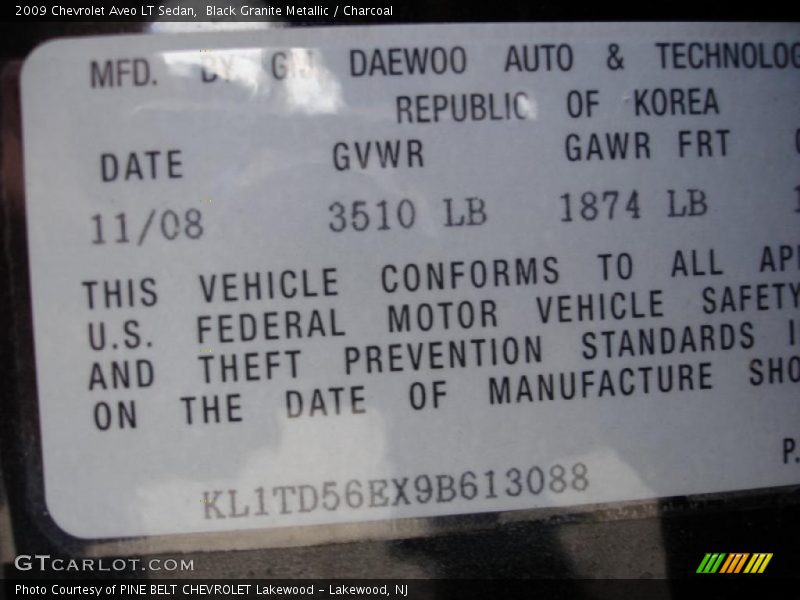 2009 Chevrolet Aveo LT Sedan,  Black Granite Metallic / Charcoal
MFD. BY GM DAEWOO AUTO & TECHNOLOG
REPUBLIC OF KOREA
DATE GVWR GAWR FRT
11/08 3510 LB 1874 LB
THIS VEHICLE CONFORMS TO ALL APP
U.S. FEDERAL MOTOR VEHICLE SAFETY
AND THEFT PREVENTION STANDARDS I
ON THE DATE OF MANUFACTURE SHO
P.
KL1TD56EX9B613088
GTCARLOT.COM
Photo Courtesy of PINE BELT CHEVROLET Lakewood - Lakewood, NJ